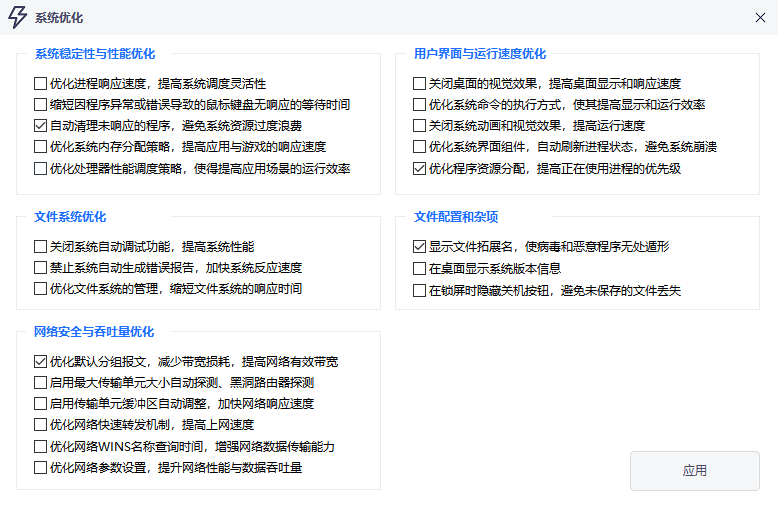 系统优化
系统稳定性与性能优化
优化进程响应速度，提高系统调度灵活性
缩短因程序异常或错误导致的鼠标键盘无响应的等待时间
自动清理未响应的程序，避免系统资源过度浪费
优化系统内存分配策略，提高应用与游戏的响应速度
优化处理器性能调度策略，使得提高应用场景的运行效率
用户界面与运行速度优化
关闭桌面的视觉效果，提高桌面显示和响应速度
优化系统命令的执行方式，使其提高显示和运行效率
关闭系统动画和视觉效果，提高运行速度
优化系统界面组件，自动刷新进程状态，避免系统崩溃
优化程序资源分配，提高正在使用进程的优先级
文件系统优化
关闭系统自动调试功能，提高系统性能
禁止系统自动生成错误报告，加快系统反应速度
优化文件系统的管理，缩短文件系统的响应时间
文件配置和杂项
显示文件拓展名，使病毒和恶意程序无处遁形
在桌面显示系统版本信息
在锁屏时隐藏关机按钮，避免未保存的文件丢失
网络安全与吞吐量优化
优化默认分组报文，减少带宽损耗，提高网络有效带宽
启用最大传输单元大小自动探测、黑洞路由器探测
启用传输单元缓冲区自动调整，加快网络响应速度
优化网络快速转发机制，提高上网速度
优化网络WINS名称查询时间，增强网络数据传输能力
优化网络参数设置，提升网络性能与数据吞吐量
应用